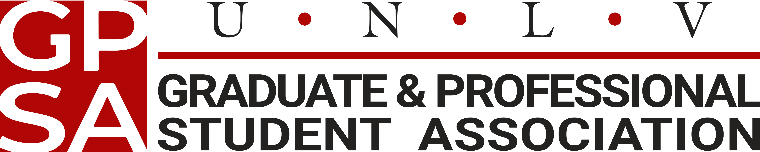 GP
SA
U • N • L • V
GRADUATE & PROFESSIONAL
STUDENT ASSOCIATION